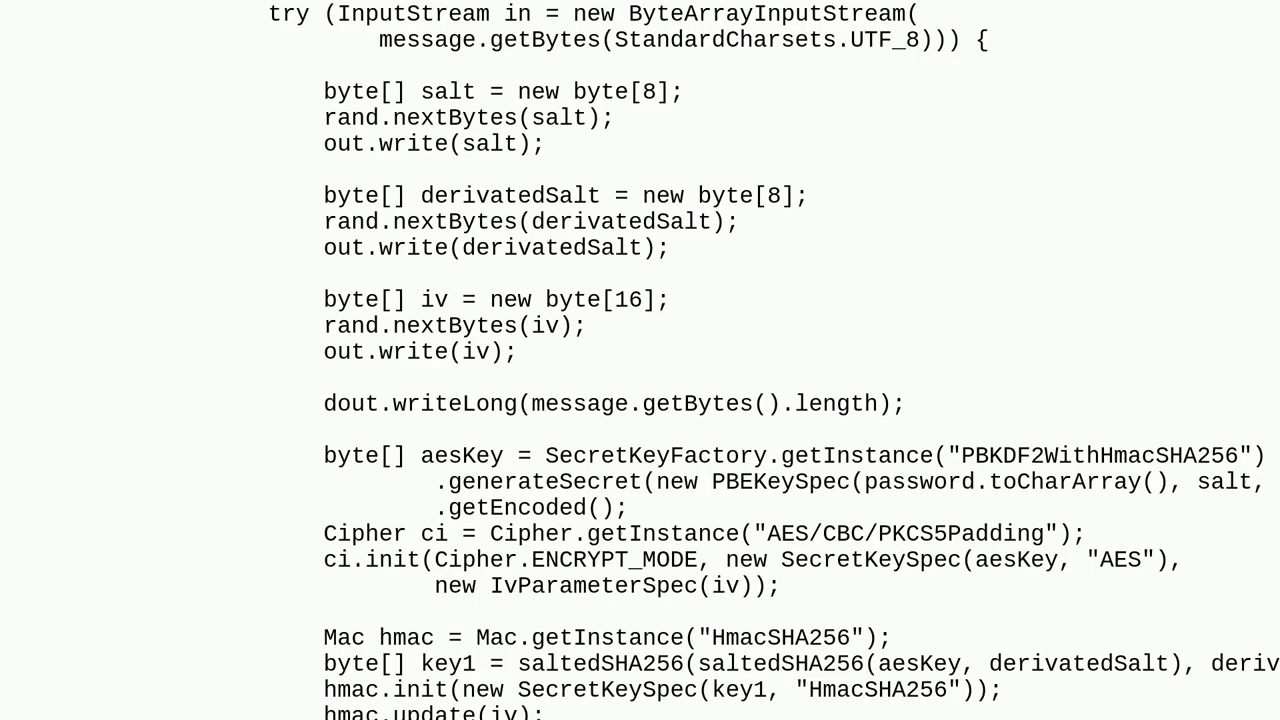 try (InputStream in = new ByteArrayInputStream(
message.getBytes(StandardCharsets.UTF_8))) {
byte[] salt = new byte[8];
rand.nextBytes(salt);
out.write(salt);
byte[] derivatedSalt = new byte[8];
rand.nextBytes(derivatedSalt);
out.write(derivatedSalt);
byte[] iv = new byte[16];
rand.nextBytes(iv);
out.write(iv);
dout.writeLong(message.getBytes().length);
byte[] aesKey = SecretKeyFactory.getInstance("PBKDF2WithHmacSHA256")
.generateSecret(new PBEKeySpec(password.toCharArray(), salt,
.getEncoded();
Cipher ci = Cipher.getInstance("AES/CBC/PKCS5Padding");
ci.init(Cipher.ENCRYPT_MODE, new SecretKeySpec(aesKey, "AES"),
new IvParameterSpec(iv));
Mac hmac = Mac.getInstance("HmacSHA256");
byte[] key1 = saltedSHA256(saltedSHA256(aesKey, derivatedSalt), deriv
hmac.init(new SecretKeySpec(key1, "HmacSHA256"));
hmac.update(iv);